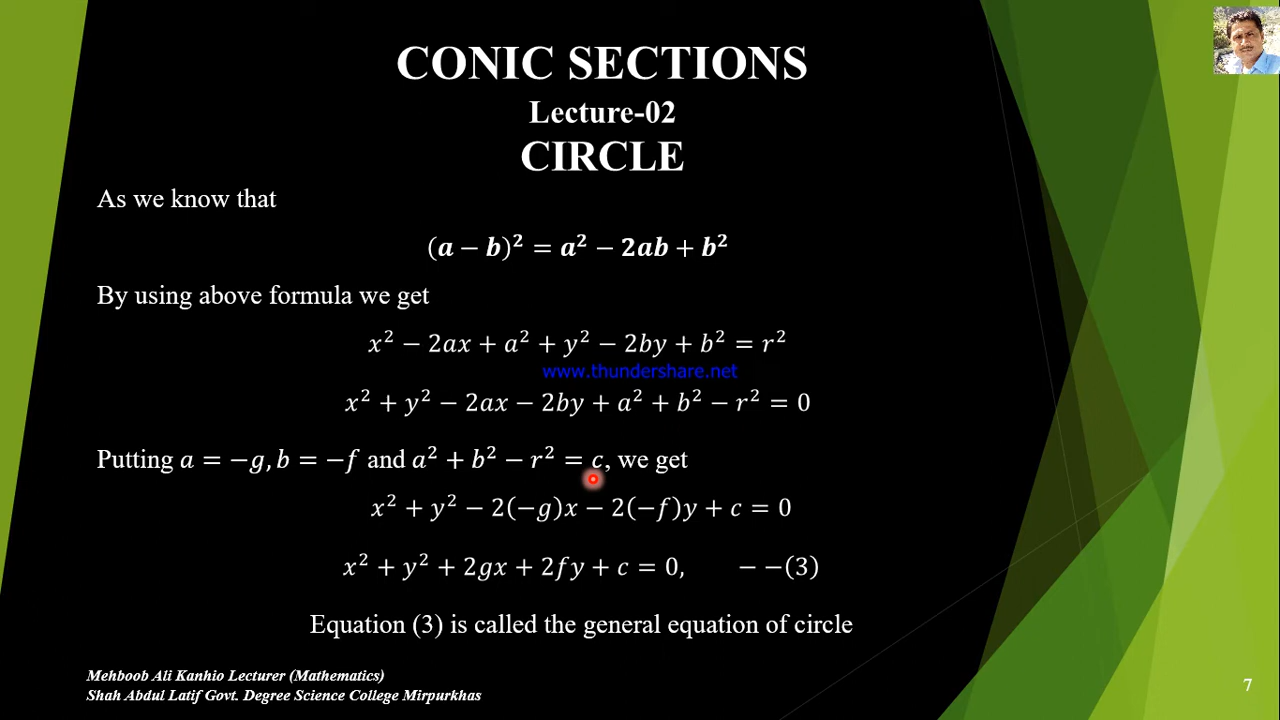 CONIC SECTIONS
Lecture-02
CIRCLE
As we know that
(a − b)² = a² − 2ab + b²
By using above formula we get
x² − 2ax + a² + y² − 2by + b² = r²
www.thundershare.net
x² + y² − 2ax − 2by + a² + b² − r² = 0
Putting a = −g, b = −f and a² + b² − r² = c, we get
x² + y² − 2(−g)x − 2(−f)y + c = 0
x² + y² + 2gx + 2fy + c = 0, − −(3)
Equation (3) is called the general equation of circle
Mehboob Ali Kanhio Lecturer (Mathematics)
Shah Abdul Latif Govt. Degree Science College Mirpurkhas
7